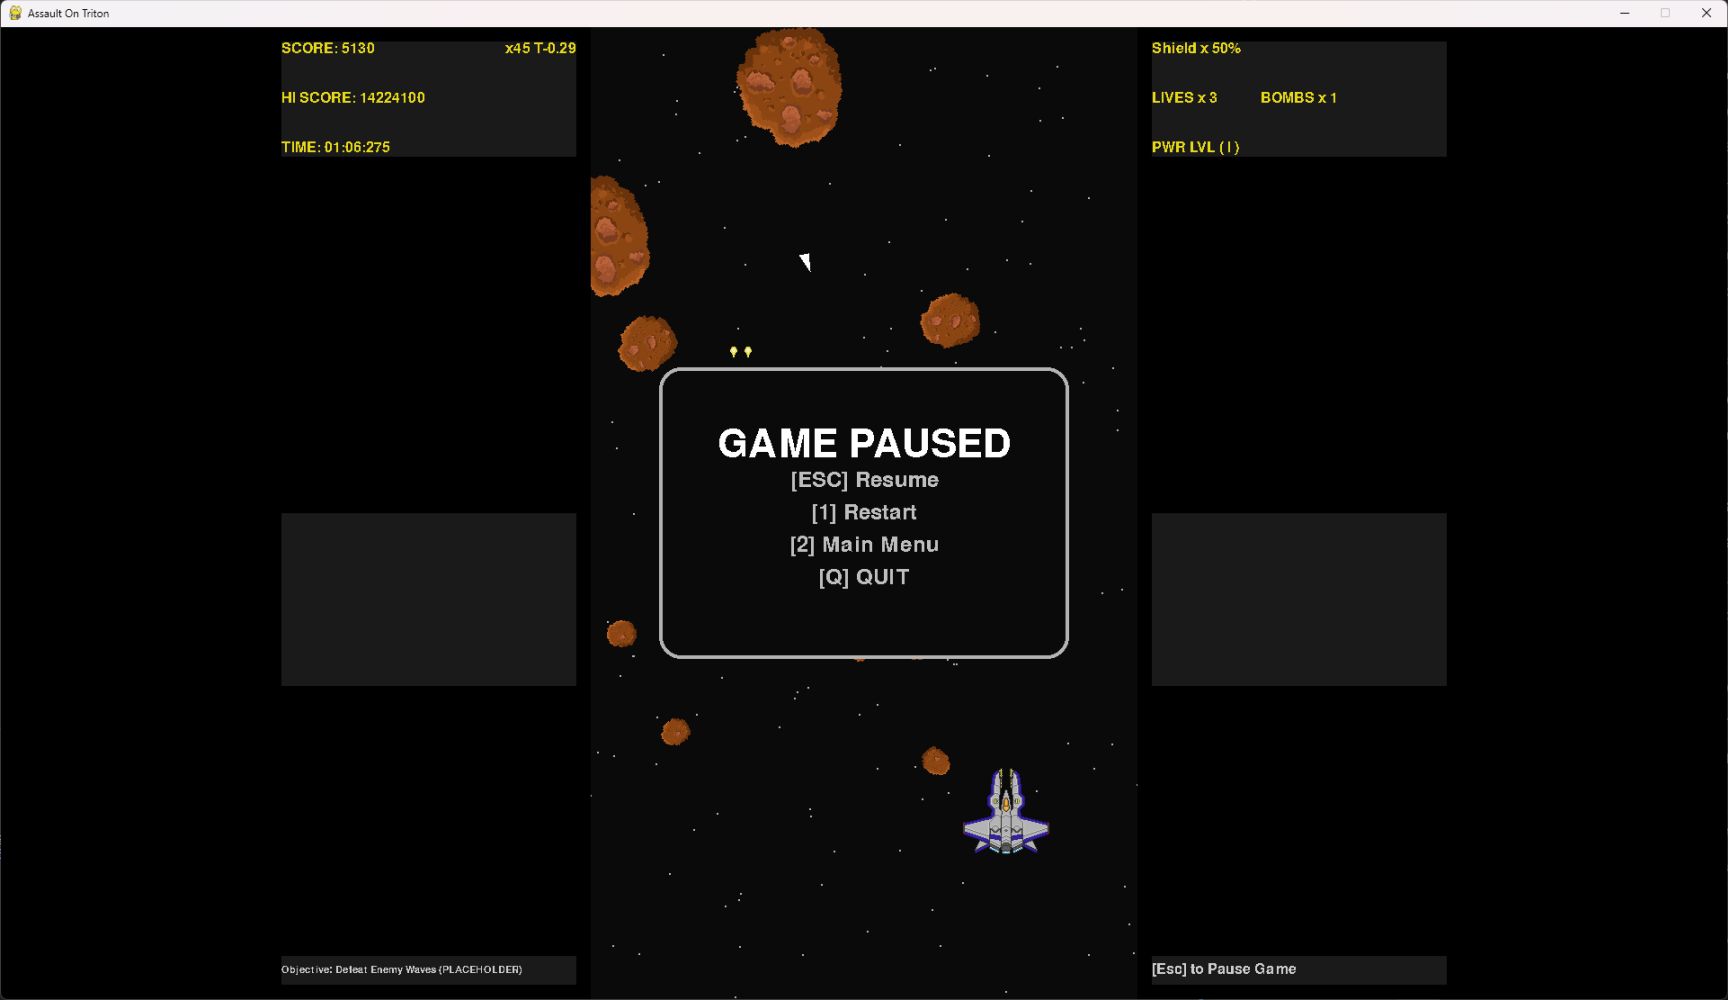 Assault On Triton
SCORE: 5130 x45 T-0.29
HI SCORE: 14224100
TIME: 01:06:275
Shield x 50%
LIVES x 3 BOMBS x 1
PWR LVL ( I )
GAME PAUSED
[ESC] Resume
[1] Restart
[2] Main Menu
[Q] QUIT
Objective: Defeat Enemy Waves (PLACEHOLDER)
[Esc] to Pause Game